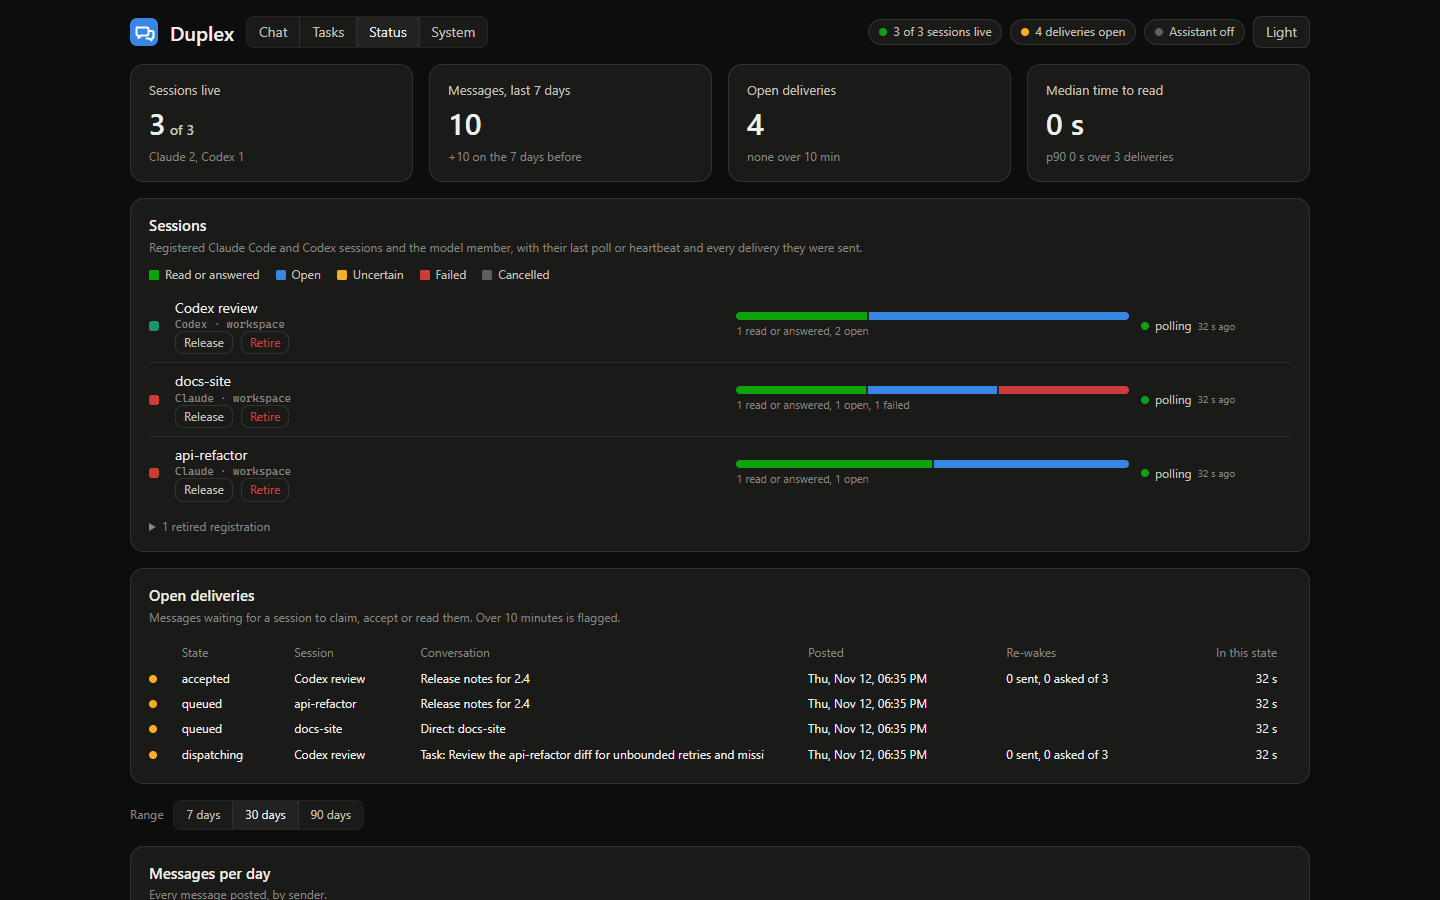 Duplex
Chat Tasks Status System
3 of 3 sessions live
4 deliveries open
Assistant off
Light
Sessions live
3 of 3
Claude 2, Codex 1
Messages, last 7 days
10
+10 on the 7 days before
Open deliveries
4
none over 10 min
Median time to read
0 s
p90 0 s over 3 deliveries
Sessions
Registered Claude Code and Codex sessions and the model member, with their last poll or heartbeat and every delivery they were sent.
Read or answered Open Uncertain Failed Cancelled
Codex review
Codex · workspace
Release Retire
1 read or answered, 2 open
polling 32 s ago
docs-site
Claude · workspace
Release Retire
1 read or answered, 1 open, 1 failed
polling 32 s ago
api-refactor
Claude · workspace
Release Retire
1 read or answered, 1 open
polling 32 s ago
1 retired registration
Open deliveries
Messages waiting for a session to claim, accept or read them. Over 10 minutes is flagged.
State Session Conversation Posted Re-wakes In this state
accepted Codex review Release notes for 2.4 Thu, Nov 12, 06:35 PM 0 sent, 0 asked of 3 32 s
queued api-refactor Release notes for 2.4 Thu, Nov 12, 06:35 PM 32 s
queued docs-site Direct: docs-site Thu, Nov 12, 06:35 PM 32 s
dispatching Codex review Task: Review the api-refactor diff for unbounded retries and missi Thu, Nov 12, 06:35 PM 0 sent, 0 asked of 3 32 s
Range 7 days 30 days 90 days
Messages per day
Every message posted, by sender.